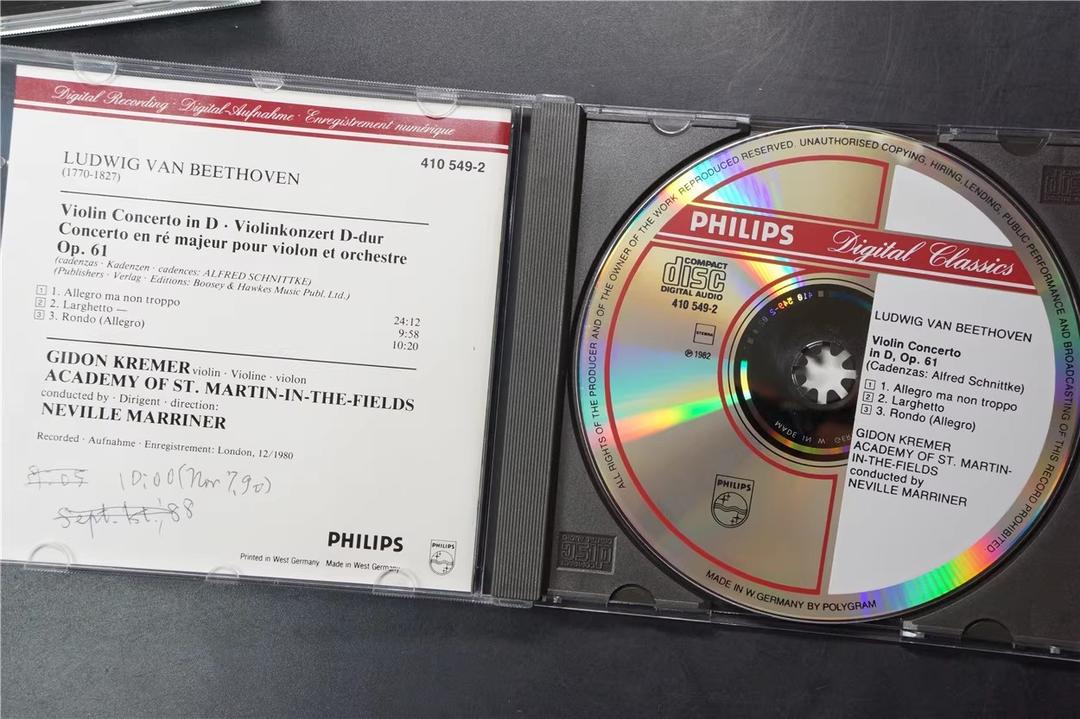 Digital Recording · Digital-Aufnahme · Enregistrement numérique
410 549-2
LUDWIG VAN BEETHOVEN
(1770-1827)
Violin Concerto in D · Violinkonzert D-dur
Concerto en ré majeur pour violon et orchestre
Op. 61
(cadenzas · Kadenzen · cadences: ALFRED SCHNITTKE)
(Publishers · Verlag · Editions: Boosey & Hawkes Music Publ. Ltd.)
1 1. Allegro ma non troppo 24:12
2 2. Larghetto — 9:58
3 3. Rondo (Allegro) 10:20
GIDON KREMER violin · Violine · violon
ACADEMY OF ST. MARTIN-IN-THE-FIELDS
conducted by · Dirigent · direction:
NEVILLE MARRINER
Recorded · Aufnahme · Enregistrement: London, 12/1980
10:00 (Nov 7, 90)
Sept. 1st, '88
PHILIPS
PHILIPS
Printed in West Germany Made in West Germany
ALL RIGHTS OF THE PRODUCER AND OF THE OWNER OF THE WORK REPRODUCED RESERVED. UNAUTHORISED COPYING, HIRING, LENDING, PUBLIC PERFORMANCE AND BROADCASTING OF THIS RECORD PROHIBITED
PHILIPS Digital Classics
COMPACT
disc
DIGITAL AUDIO
410 549-2
STEMRA
℗ 1982
MADE IN W. GER
LUDWIG VAN BEETHOVEN
Violin Concerto
in D, Op. 61
(Cadenzas: Alfred Schnittke)
1 1. Allegro ma non troppo
2 2. Larghetto
3 3. Rondo (Allegro)
GIDON KREMER
ACADEMY OF ST. MARTIN-
IN-THE-FIELDS
conducted by
NEVILLE MARRINER
PHILIPS
MADE IN W. GERMANY BY POLYGRAM